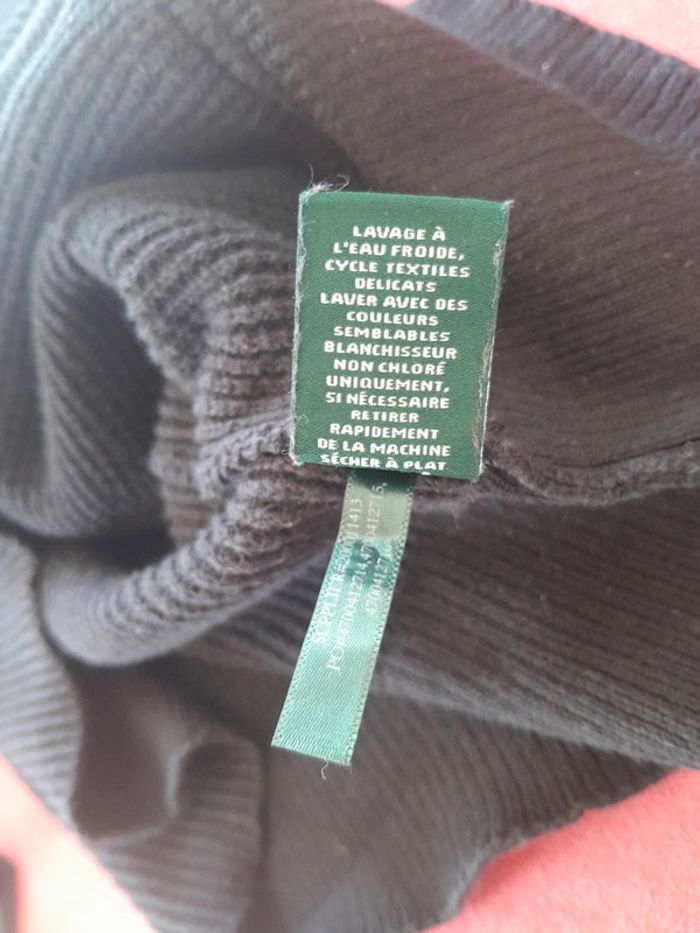 LAVAGE À
L'EAU FROIDE,
CYCLE TEXTILES
DELICATS
LAVER AVEC DES
COULEURS
SEMBLABLES
BLANCHISSEUR
NON CHLORÉ
UNIQUEMENT,
SI NÉCESSAIRE
RETIRER
RAPIDEMENT
DE LA MACHINE
SÉCHER À PLAT